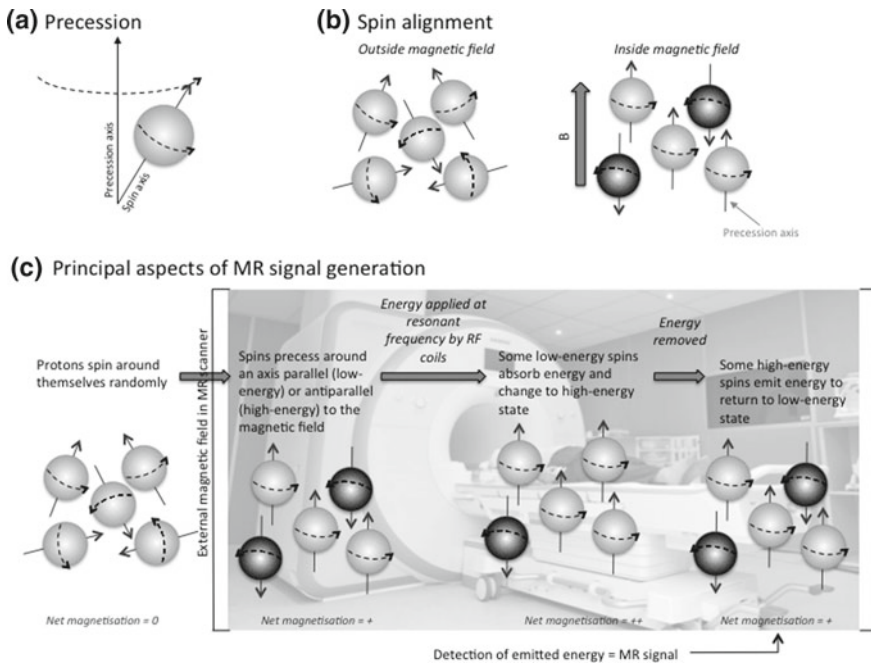 (a) Precession
Precession axis
Spin axis
(b) Spin alignment
Outside magnetic field
Inside magnetic field
B
Precession axis
(c) Principal aspects of MR signal generation
Protons spin around
themselves randomly
External magnetic field in MR scanner
Spins precess around
an axis parallel (low-
energy) or antiparallel
(high-energy) to the
magnetic field
Energy applied at
resonant
frequency by RF
coils
Some low-energy spins
absorb energy and
change to high-energy
state
Energy
removed
Some high-energy
spins emit energy to
return to low-energy
state
Net magnetisation = 0
Net magnetisation = +
Net magnetisation = ++
Net magnetisation = +
Detection of emitted energy = MR signal